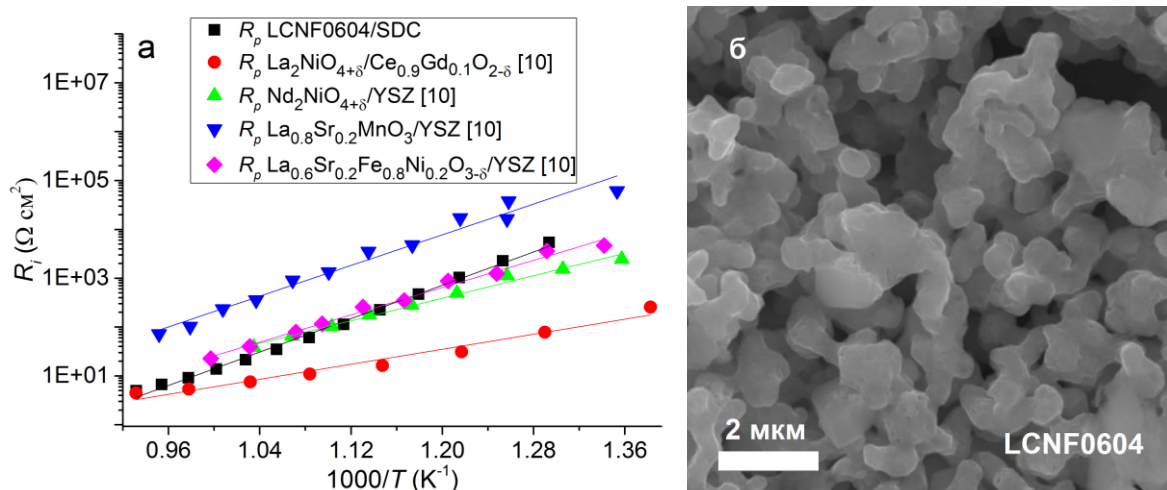 а
R_p LCNF0604/SDC
R_p La₂NiO₄₊δ/Ce₀.₉Gd₀.₁O₂₋δ [10]
R_p Nd₂NiO₄₊δ/YSZ [10]
R_p La₀.₈Sr₀.₂MnO₃/YSZ [10]
R_p La₀.₆Sr₀.₂Fe₀.₈Ni₀.₂O₃₋δ/YSZ [10]
R_i (Ω см²)
1E+07
1E+05
1E+03
1E+01
0.96 1.04 1.12 1.20 1.28 1.36
1000/T (K⁻¹)
б
2 мкм
LCNF0604